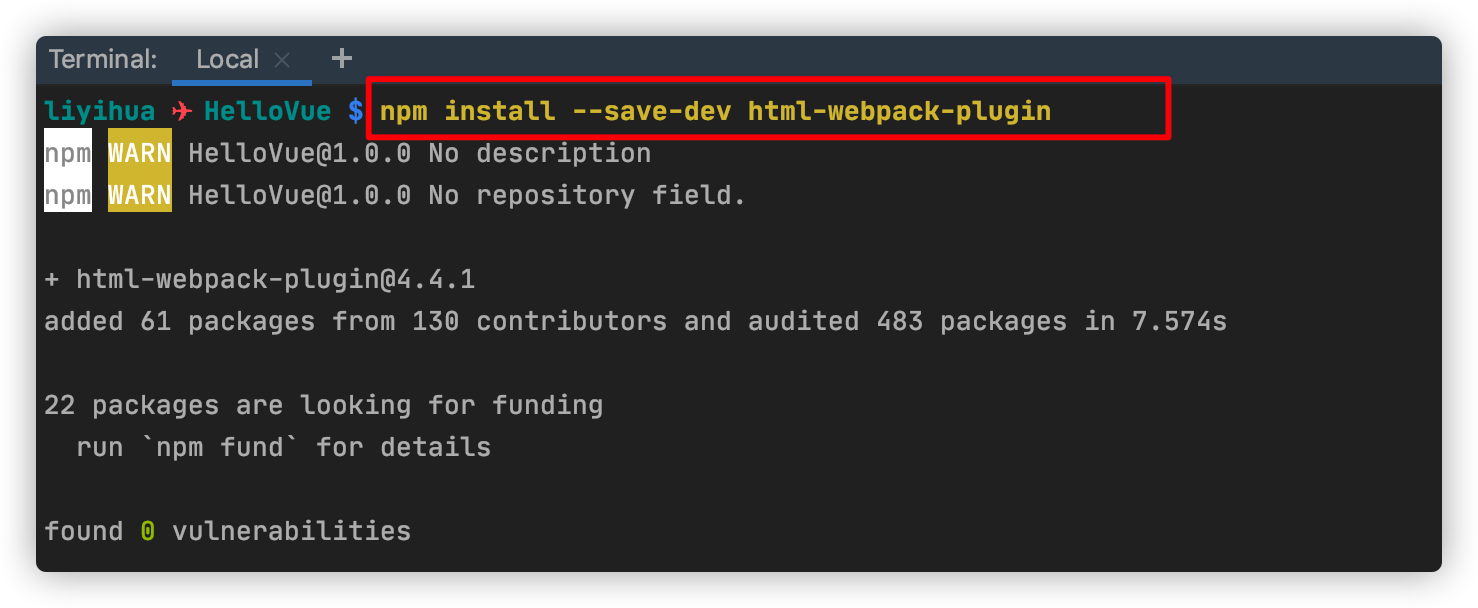 Terminal: Local × +
liyihua ✈ HelloVue $ npm install --save-dev html-webpack-plugin
npm WARN HelloVue@1.0.0 No description
npm WARN HelloVue@1.0.0 No repository field.
+ html-webpack-plugin@4.4.1
added 61 packages from 130 contributors and audited 483 packages in 7.574s
22 packages are looking for funding
run `npm fund` for details
found 0 vulnerabilities